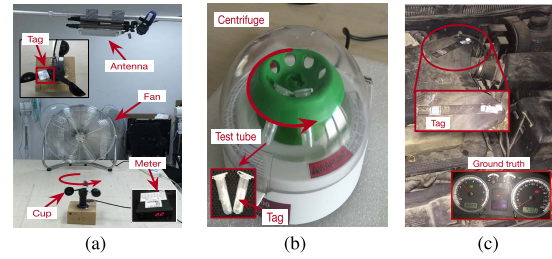 Tag
Antenna
Fan
Meter
Cup
(a)
Centrifuge
Test tube
Tag
(b)
Tag
Ground truth
(c)